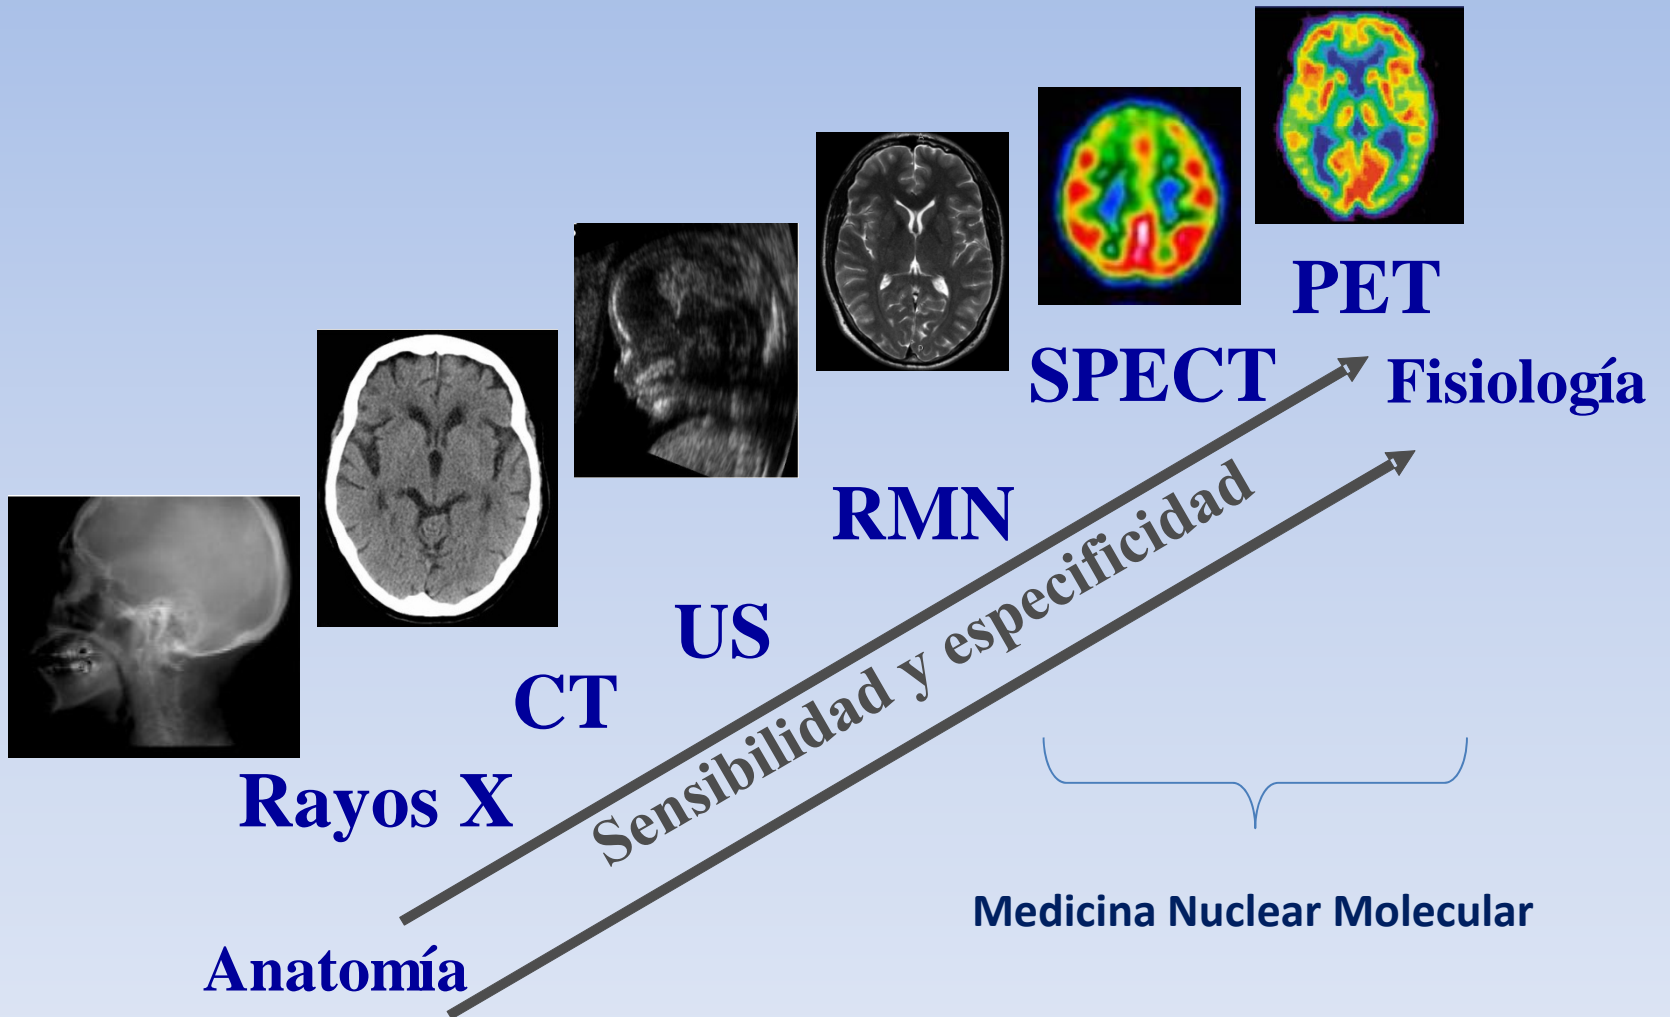 PET
SPECT
Fisiología
RMN
Sensibilidad y especificidad
US
CT
Rayos X
Medicina Nuclear Molecular
Anatomía